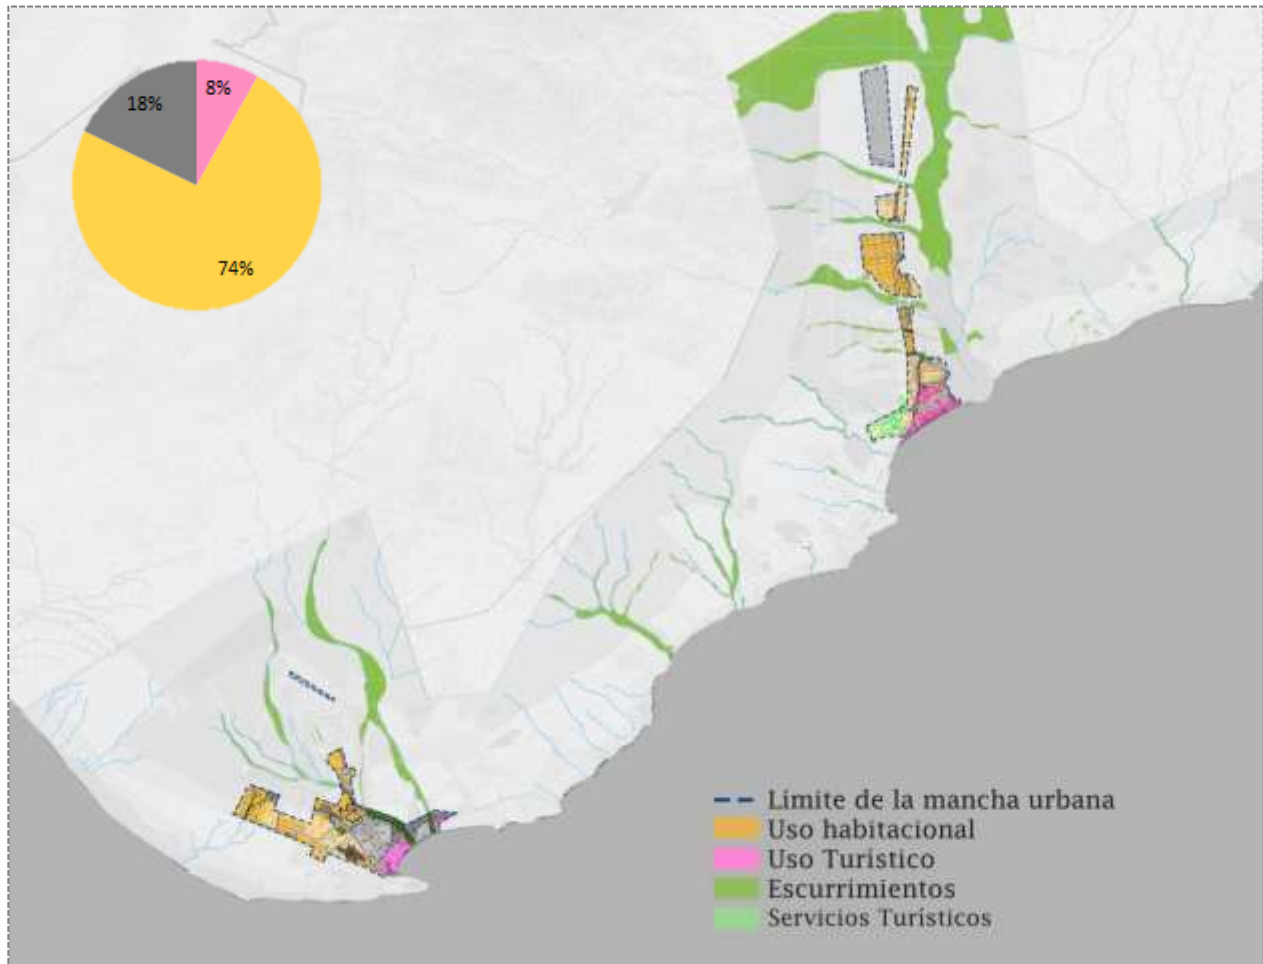 8%
18%
74%
Límite de la mancha urbana
Uso habitacional
Uso Turístico
Escurrimientos
Servicios Turísticos